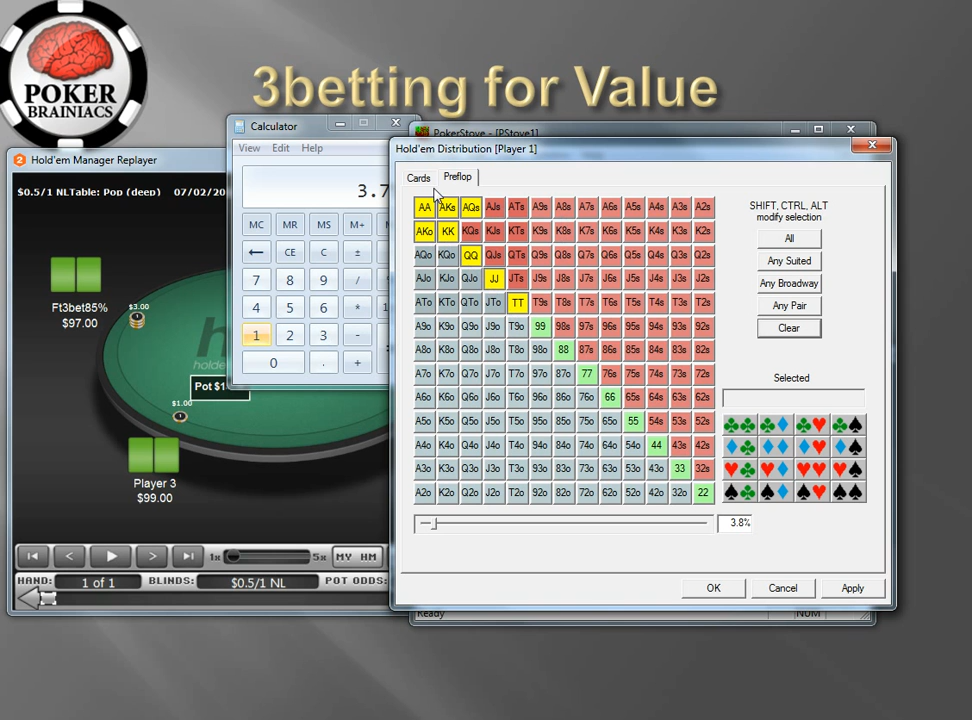 3betting for Value
POKER
BRAINIACS
Calculator
View Edit Help
3.7
MC MR MS M+
← CE C ±
7 8 9 /
4 5 6 *
1 2 3 -
0 . +
PokerStove - [PStove1]
Hold'em Manager Replayer
$0.5/1 NLTable: Pop (deep) 07/02/20
Ft3bet85%
$97.00
$3.00
Pot $1
$1.00
Player 3
$99.00
1x 5x MY HM
HAND: 1 of 1 BLINDS: $0.5/1 NL POT ODDS:
Hold'em Distribution [Player 1]
Cards Preflop
AA AKs AQs AJs ATs A9s A8s A7s A6s A5s A4s A3s A2s
AKo KK KQs KJs KTs K9s K8s K7s K6s K5s K4s K3s K2s
AQo KQo QQ QJs QTs Q9s Q8s Q7s Q6s Q5s Q4s Q3s Q2s
AJo KJo QJo JJ JTs J9s J8s J7s J6s J5s J4s J3s J2s
ATo KTo QTo JTo TT T9s T8s T7s T6s T5s T4s T3s T2s
A9o K9o Q9o J9o T9o 99 98s 97s 96s 95s 94s 93s 92s
A8o K8o Q8o J8o T8o 98o 88 87s 86s 85s 84s 83s 82s
A7o K7o Q7o J7o T7o 97o 87o 77 76s 75s 74s 73s 72s
A6o K6o Q6o J6o T6o 96o 86o 76o 66 65s 64s 63s 62s
A5o K5o Q5o J5o T5o 95o 85o 75o 65o 55 54s 53s 52s
A4o K4o Q4o J4o T4o 94o 84o 74o 64o 54o 44 43s 42s
A3o K3o Q3o J3o T3o 93o 83o 73o 63o 53o 43o 33 32s
A2o K2o Q2o J2o T2o 92o 82o 72o 62o 52o 42o 32o 22
3.8%
SHIFT, CTRL, ALT
modify selection
All
Any Suited
Any Broadway
Any Pair
Clear
Selected
OK Cancel Apply
Ready NUM